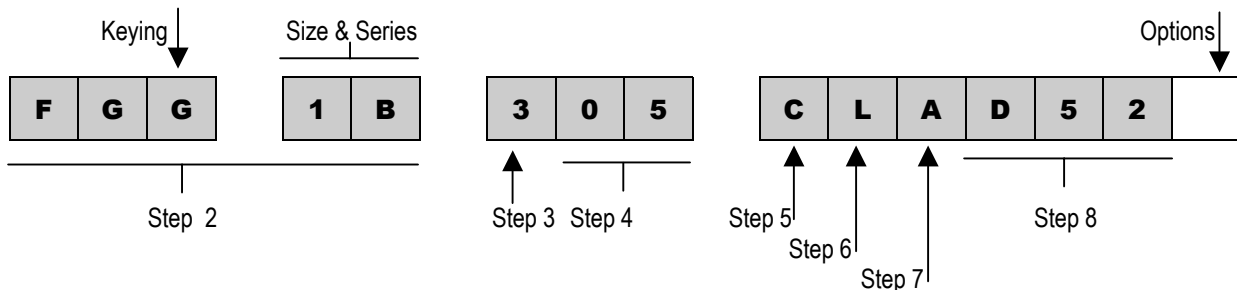 Keying Size & Series Options
F G G 1 B 3 0 5 C L A D 5 2
Step 2 Step 3 Step 4 Step 5 Step 8
Step 6
Step 7